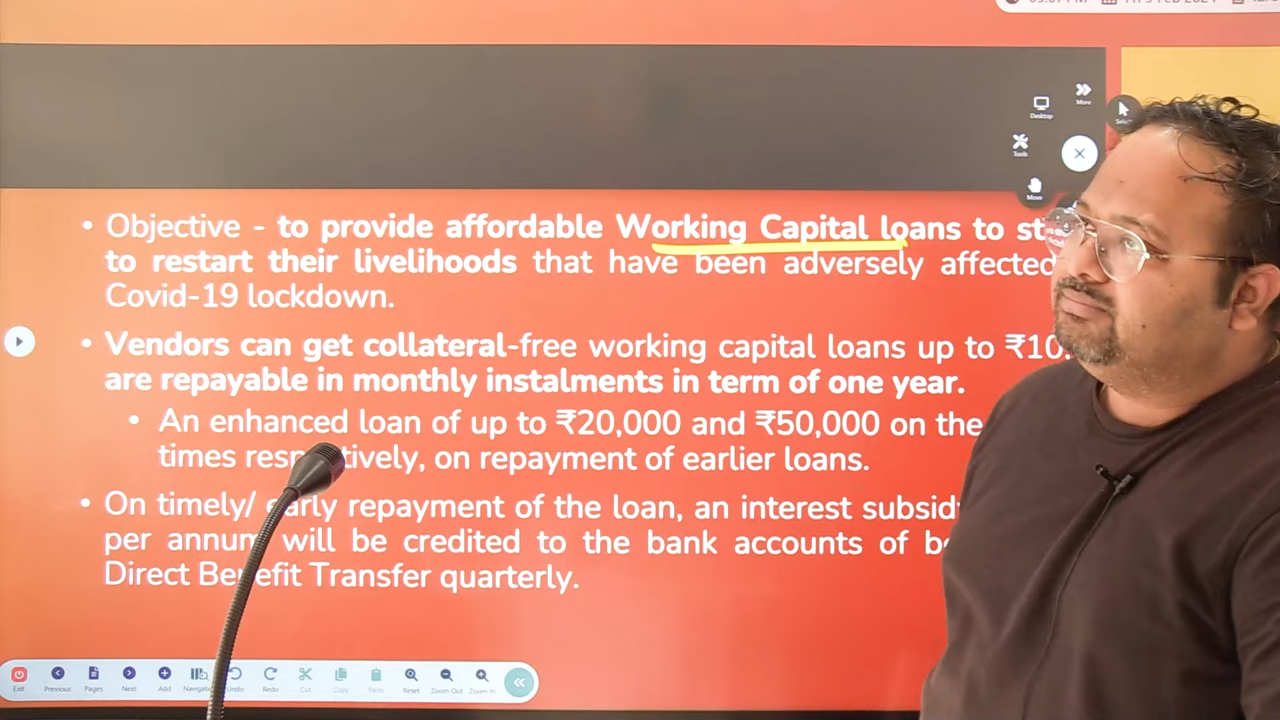 More
Desktop
Select
Tools
Move
• Objective - to provide affordable Working Capital loans to
to restart their livelihoods that have been adversely affected
Covid-19 lockdown.
• Vendors can get collateral-free working capital loans up to
are repayable in monthly instalments in term of one year.
• An enhanced loan of up to ₹20,000 and ₹50,000 on the
times on repayment of earlier loans.
• On timely/ early repayment of the loan, an interest
per annum will be credited to the bank accounts of
Direct Benefit Transfer quarterly.
Exit Previous Pages Next Add Undo Redo Cut Copy Paste Reset Zoom Out Zoom In